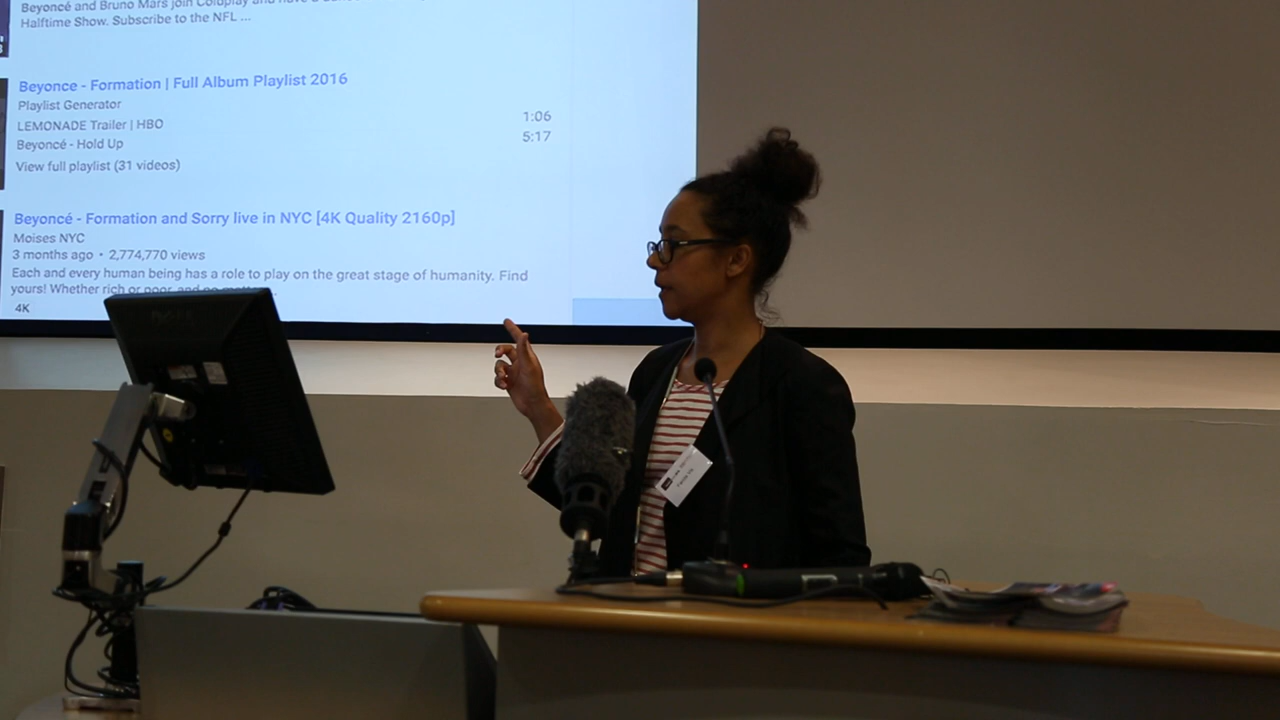 Beyoncé and Bruno Mars join Coldplay and have a
Halftime Show. Subscribe to the NFL ...
Beyonce - Formation | Full Album Playlist 2016
Playlist Generator
LEMONADE Trailer | HBO 1:06
Beyoncé - Hold Up 5:17
View full playlist (31 videos)
Beyoncé - Formation and Sorry live in NYC [4K Quality 2160p]
Moises NYC
3 months ago • 2,774,770 views
Each and every human being has a role to play on the great stage of humanity. Find
yours! Whether rich or poor, and no
4K